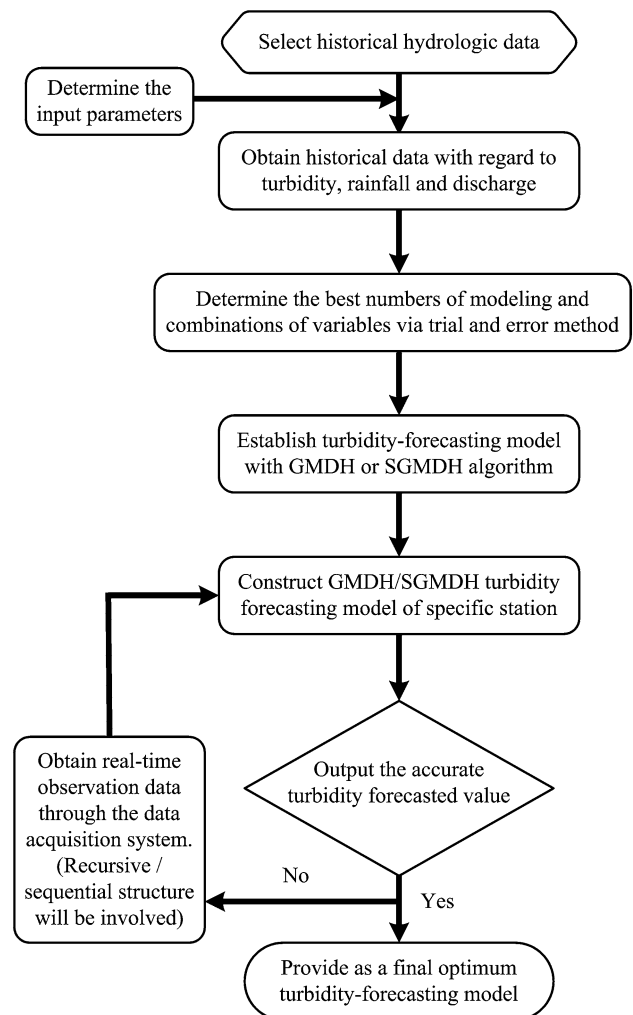 Select historical hydrologic data
Determine the
input parameters
Obtain historical data with regard to
turbidity, rainfall and discharge
Determine the best numbers of modeling and
combinations of variables via trial and error method
Establish turbidity-forecasting model
with GMDH or SGMDH algorithm
Construct GMDH/SGMDH turbidity
forecasting model of specific station
Output the accurate
turbidity forecasted value
Obtain real-time
observation data
through the data
acquisition system.
(Recursive /
sequential structure
will be involved)
No
Yes
Provide as a final optimum
turbidity-forecasting model